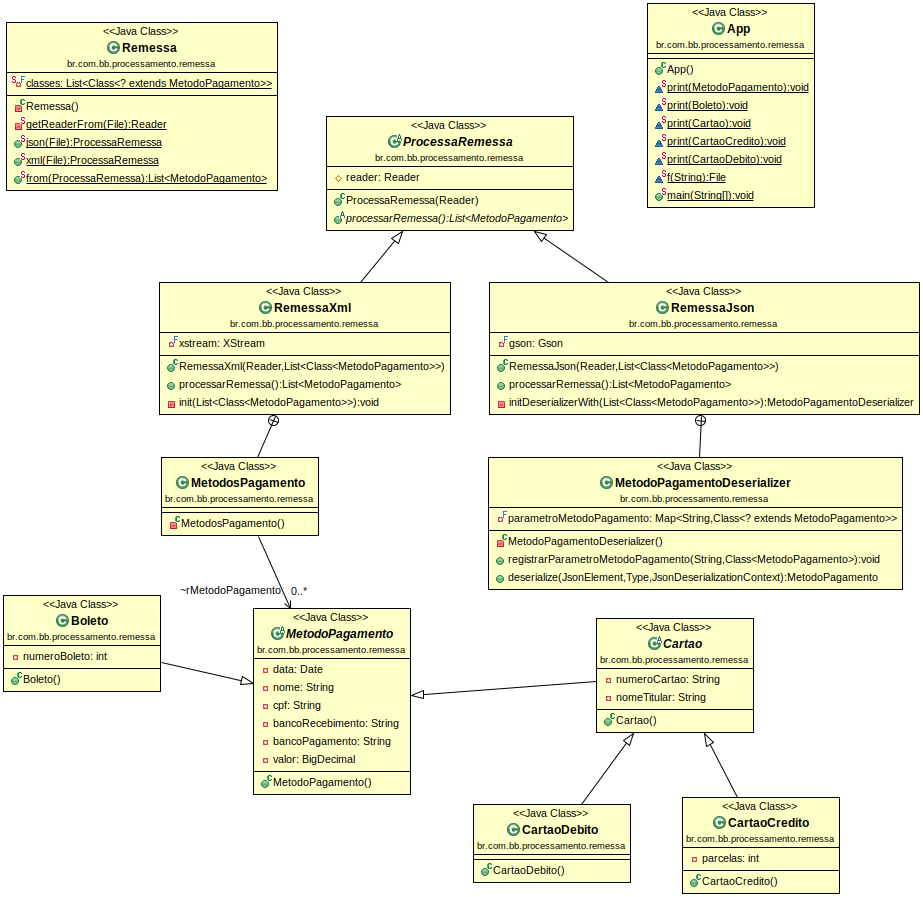 <<Java Class>>
Remessa
br.com.bb.processamento.remessa
classes: List<Class<? extends MetodoPagamento>>
Remessa()
getReaderFrom(File):Reader
json(File):ProcessaRemessa
xml(File):ProcessaRemessa
from(ProcessaRemessa):List<MetodoPagamento>
<<Java Class>>
App
br.com.bb.processamento.remessa
App()
print(MetodoPagamento):void
print(Boleto):void
print(Cartao):void
print(CartaoCredito):void
print(CartaoDebito):void
f(String):File
main(String[]):void
<<Java Class>>
ProcessaRemessa
br.com.bb.processamento.remessa
reader: Reader
ProcessaRemessa(Reader)
processarRemessa():List<MetodoPagamento>
<<Java Class>>
RemessaXml
br.com.bb.processamento.remessa
xstream: XStream
RemessaXml(Reader,List<Class<MetodoPagamento>>)
processarRemessa():List<MetodoPagamento>
init(List<Class<MetodoPagamento>>):void
<<Java Class>>
RemessaJson
br.com.bb.processamento.remessa
gson: Gson
RemessaJson(Reader,List<Class<MetodoPagamento>>)
processarRemessa():List<MetodoPagamento>
initDeserializerWith(List<Class<MetodoPagamento>>):MetodoPagamentoDeserializer
<<Java Class>>
MetodosPagamento
br.com.bb.processamento.remessa
MetodosPagamento()
<<Java Class>>
MetodoPagamentoDeserializer
br.com.bb.processamento.remessa
parametroMetodoPagamento: Map<String,Class<? extends MetodoPagamento>>
MetodoPagamentoDeserializer()
registrarParametroMetodoPagamento(String,Class<MetodoPagamento>):void
deserialize(JsonElement,Type,JsonDeserializationContext):MetodoPagamento
~rMetodoPagamento 0..*
<<Java Class>>
Boleto
br.com.bb.processamento.remessa
numeroBoleto: int
Boleto()
<<Java Class>>
MetodoPagamento
br.com.bb.processamento.remessa
data: Date
nome: String
cpf: String
bancoRecebimento: String
bancoPagamento: String
valor: BigDecimal
MetodoPagamento()
<<Java Class>>
Cartao
br.com.bb.processamento.remessa
numeroCartao: String
nomeTitular: String
Cartao()
<<Java Class>>
CartaoDebito
br.com.bb.processamento.remessa
CartaoDebito()
<<Java Class>>
CartaoCredito
br.com.bb.processamento.remessa
parcelas: int
CartaoCredito()